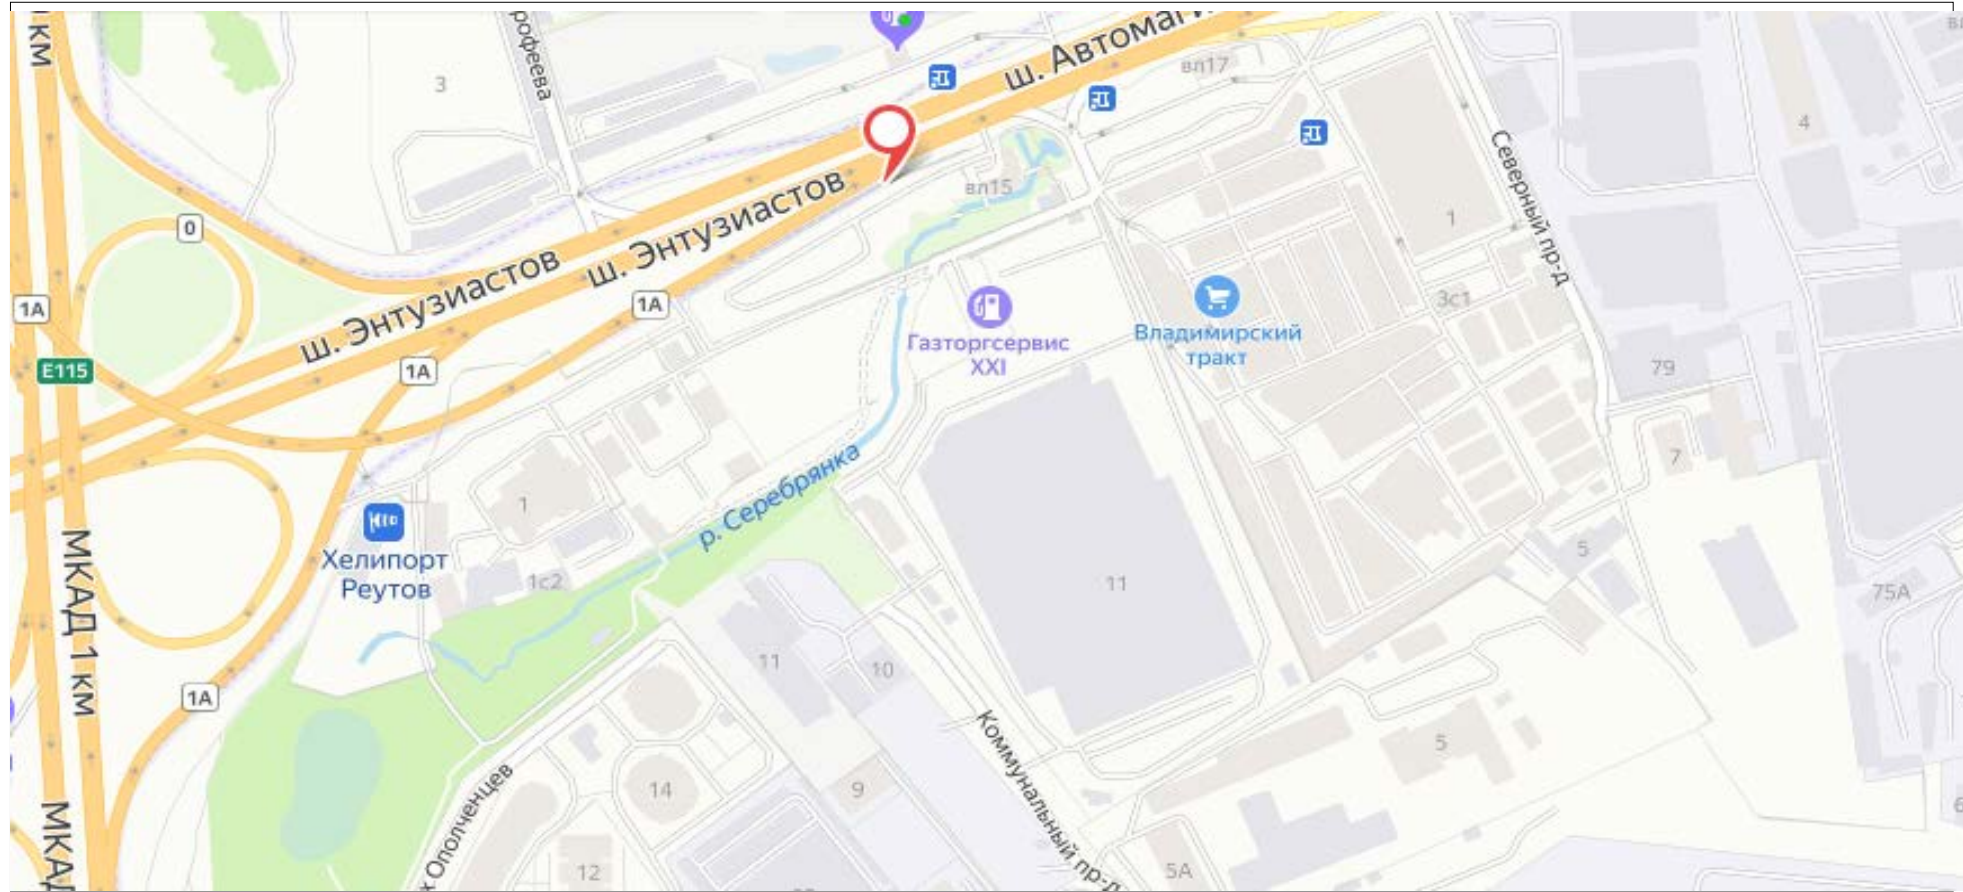 км
рофеева
ш. Автомаги
вл17
3
4
Северный пр-д
0
ш. Энтузиастов
вл15
1
ш. Энтузиастов
1А
1А
3с1
Газторгсервис
XXI
Владимирский
тракт
E115
1А
79
р. Серебрянка
7
1
Хелипорт
Реутов
5
1с2
11
75А
МКАД 1 км
11
10
1А
Коммунальный пр-д
5
14
9
Ополченцев
МКАД
12
5А